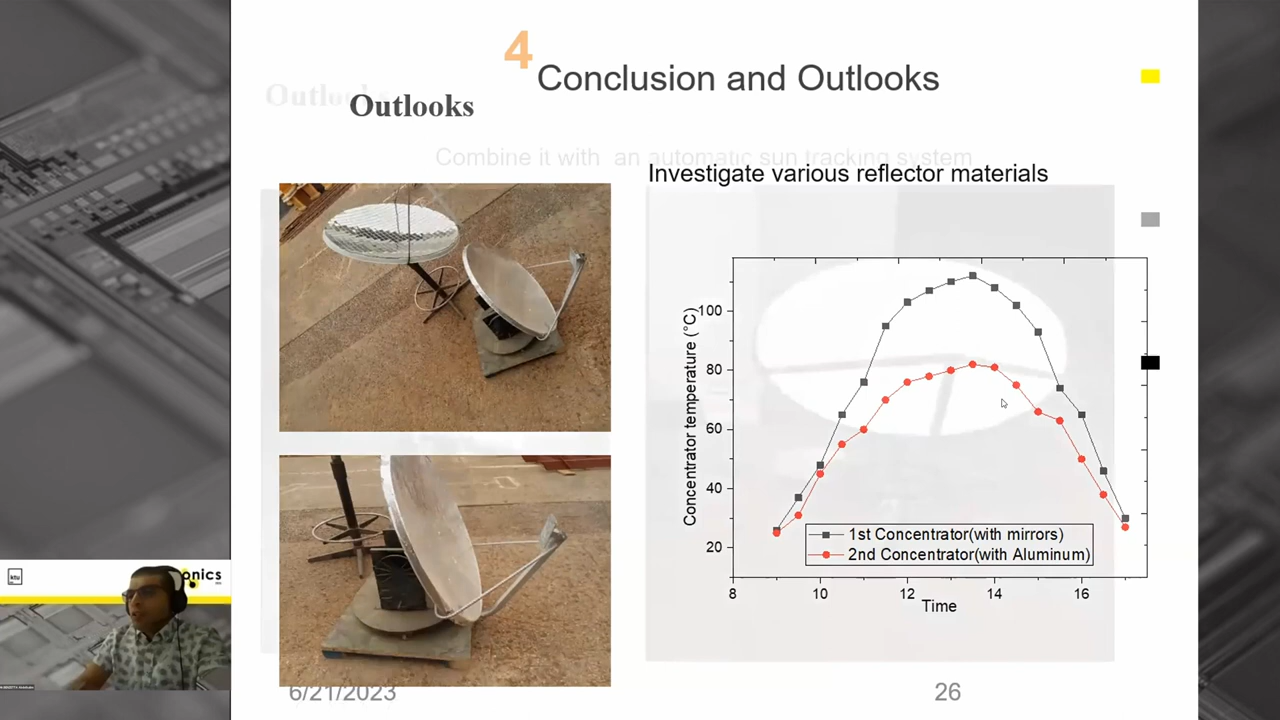 4
Conclusion and Outlooks
Outlooks
Outlooks
Combine it with an automatic sun tracking system
Investigate various reflector materials
Concentrator temperature (°C)
100
80
60
40
20
8
10
12
14
16
Time
1st Concentrator(with mirrors)
2nd Concentrator(with Aluminum)
ktu
onics
6/21/2023
26